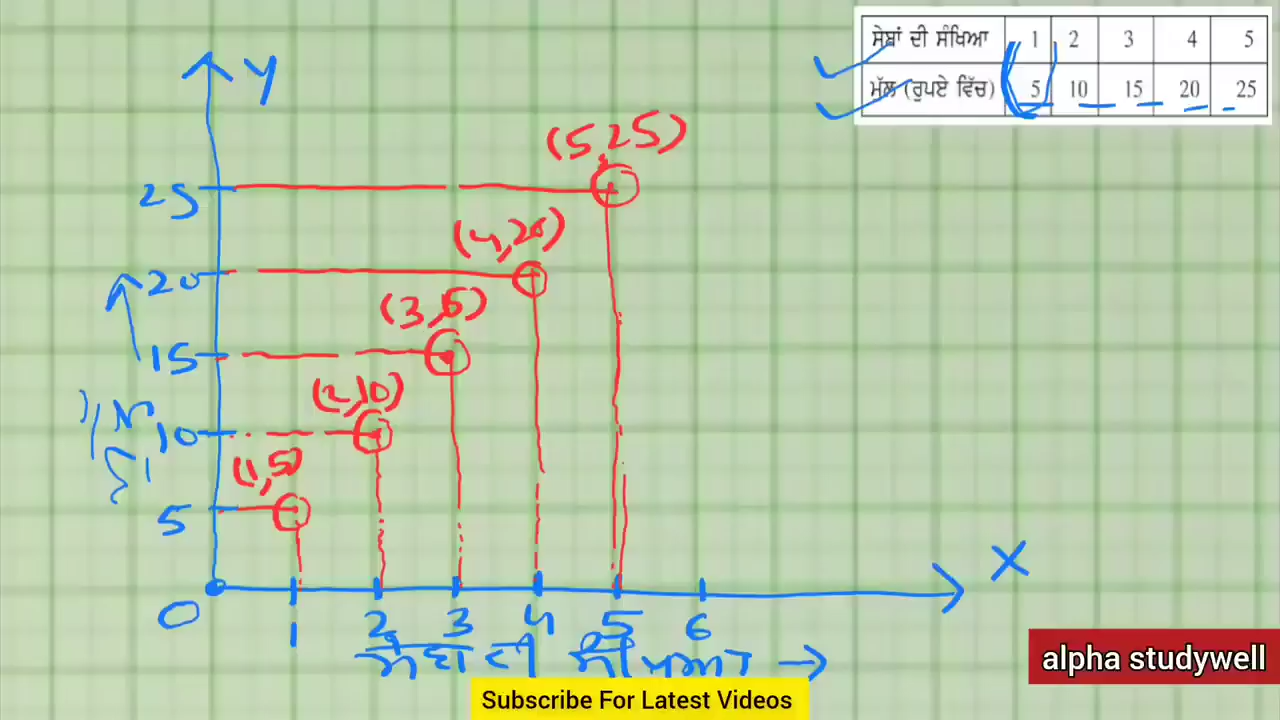 ਸੇਬਾਂ ਦੀ ਸੰਖਿਆ 1 2 3 4 5
ਮੁੱਲ (ਰੁਪਏ ਵਿੱਚ) 5 10 15 20 25
Y
(5,25)
25
(4,20)
20
(3,15)
15
(2,10)
10
(1,5)
5
X
O
1 2 3 4 5 6
alpha studywell
Subscribe For Latest Videos